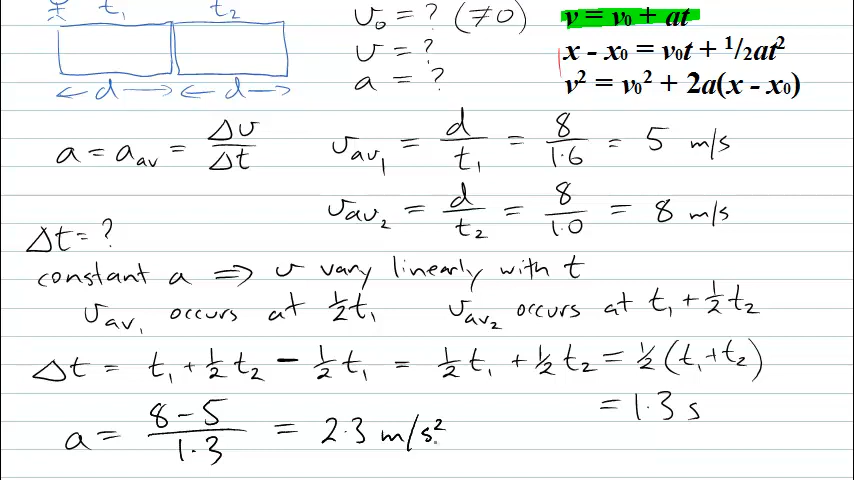 t₁ t₂ v₀ = ? (≠0) v = v₀ + at
v = ? x - x₀ = v₀t + ½at²
← d → ← d → a = ? v² = v₀² + 2a(x - x₀)
a = a_av = Δv/Δt v_av₁ = d/t₁ = 8/1.6 = 5 m/s
v_av₂ = d/t₂ = 8/1.0 = 8 m/s
Δt = ?
constant a ⇒ v vary linearly with t
v_av₁ occurs at ½t₁ v_av₂ occurs at t₁ + ½t₂
Δt = t₁ + ½t₂ - ½t₁ = ½t₁ + ½t₂ = ½(t₁+t₂)
= 1.3 s
a = (8-5)/1.3 = 2.3 m/s²